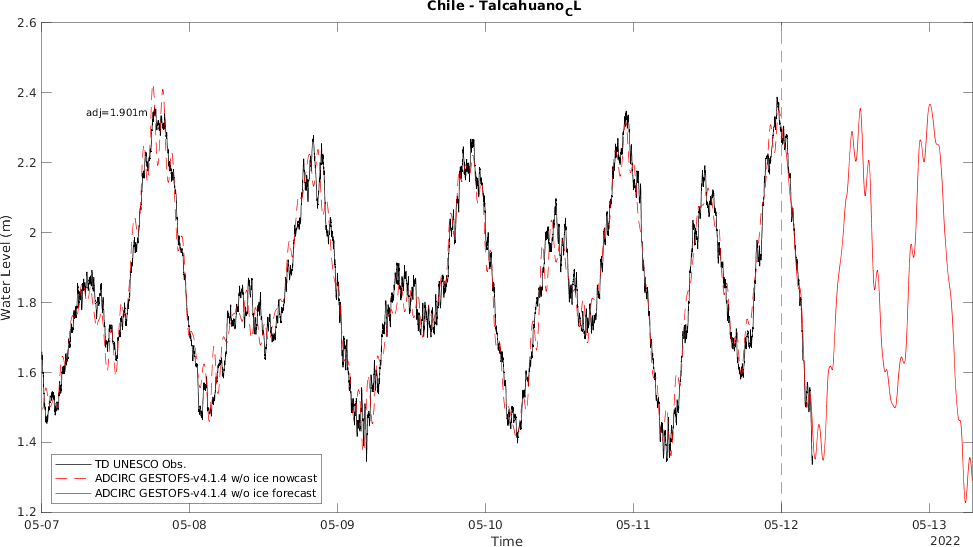 Chile - Talcahuano_CL
2.6
2.4
adj=1.901m
2.2
2
Water Level (m)
1.8
1.6
1.4
TD UNESCO Obs.
ADCIRC GESTOFS-v4.1.4 w/o ice nowcast
ADCIRC GESTOFS-v4.1.4 w/o ice forecast
1.2
05-07 05-08 05-09 05-10 05-11 05-12 05-13
Time 2022